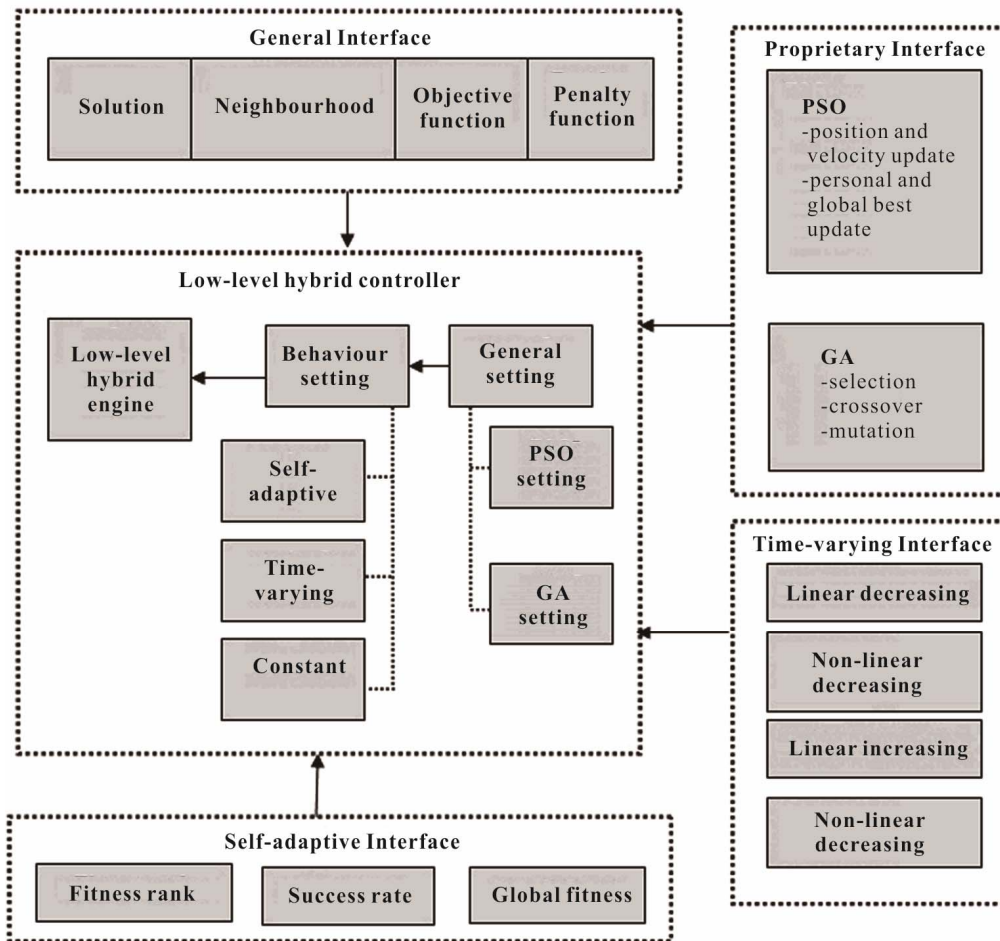 General Interface
Solution
Neighbourhood
Objective
function
Penalty
function
Low-level hybrid controller
Low-level
hybrid
engine
Behaviour
setting
General
setting
Self-
adaptive
Time-
varying
Constant
PSO
setting
GA
setting
Proprietary Interface
PSO
-position and
velocity update
-personal and
global best
update
GA
-selection
-crossover
-mutation
Time-varying Interface
Linear decreasing
Non-linear
decreasing
Linear increasing
Non-linear
decreasing
Self-adaptive Interface
Fitness rank
Success rate
Global fitness